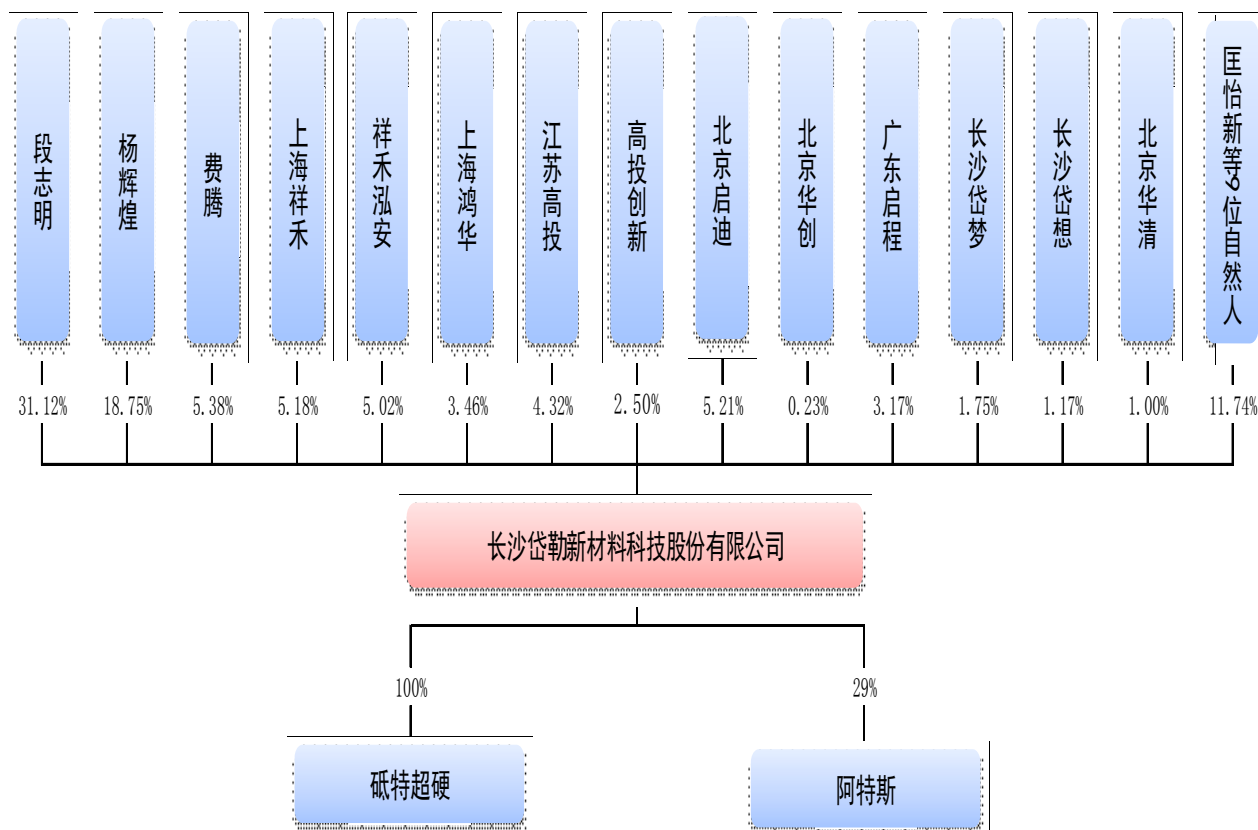 段志明
杨辉煌
费腾
上海祥禾
祥禾泓安
上海鸿华
江苏高投
高投创新
北京启迪
北京华创
广东启程
长沙岱梦
长沙岱想
北京华清
匡怡新等9位自然人
31.12%
18.75%
5.38%
5.18%
5.02%
3.46%
4.32%
2.50%
5.21%
0.23%
3.17%
1.75%
1.17%
1.00%
11.74%
长沙岱勒新材料科技股份有限公司
100%
29%
砥特超硬
阿特斯